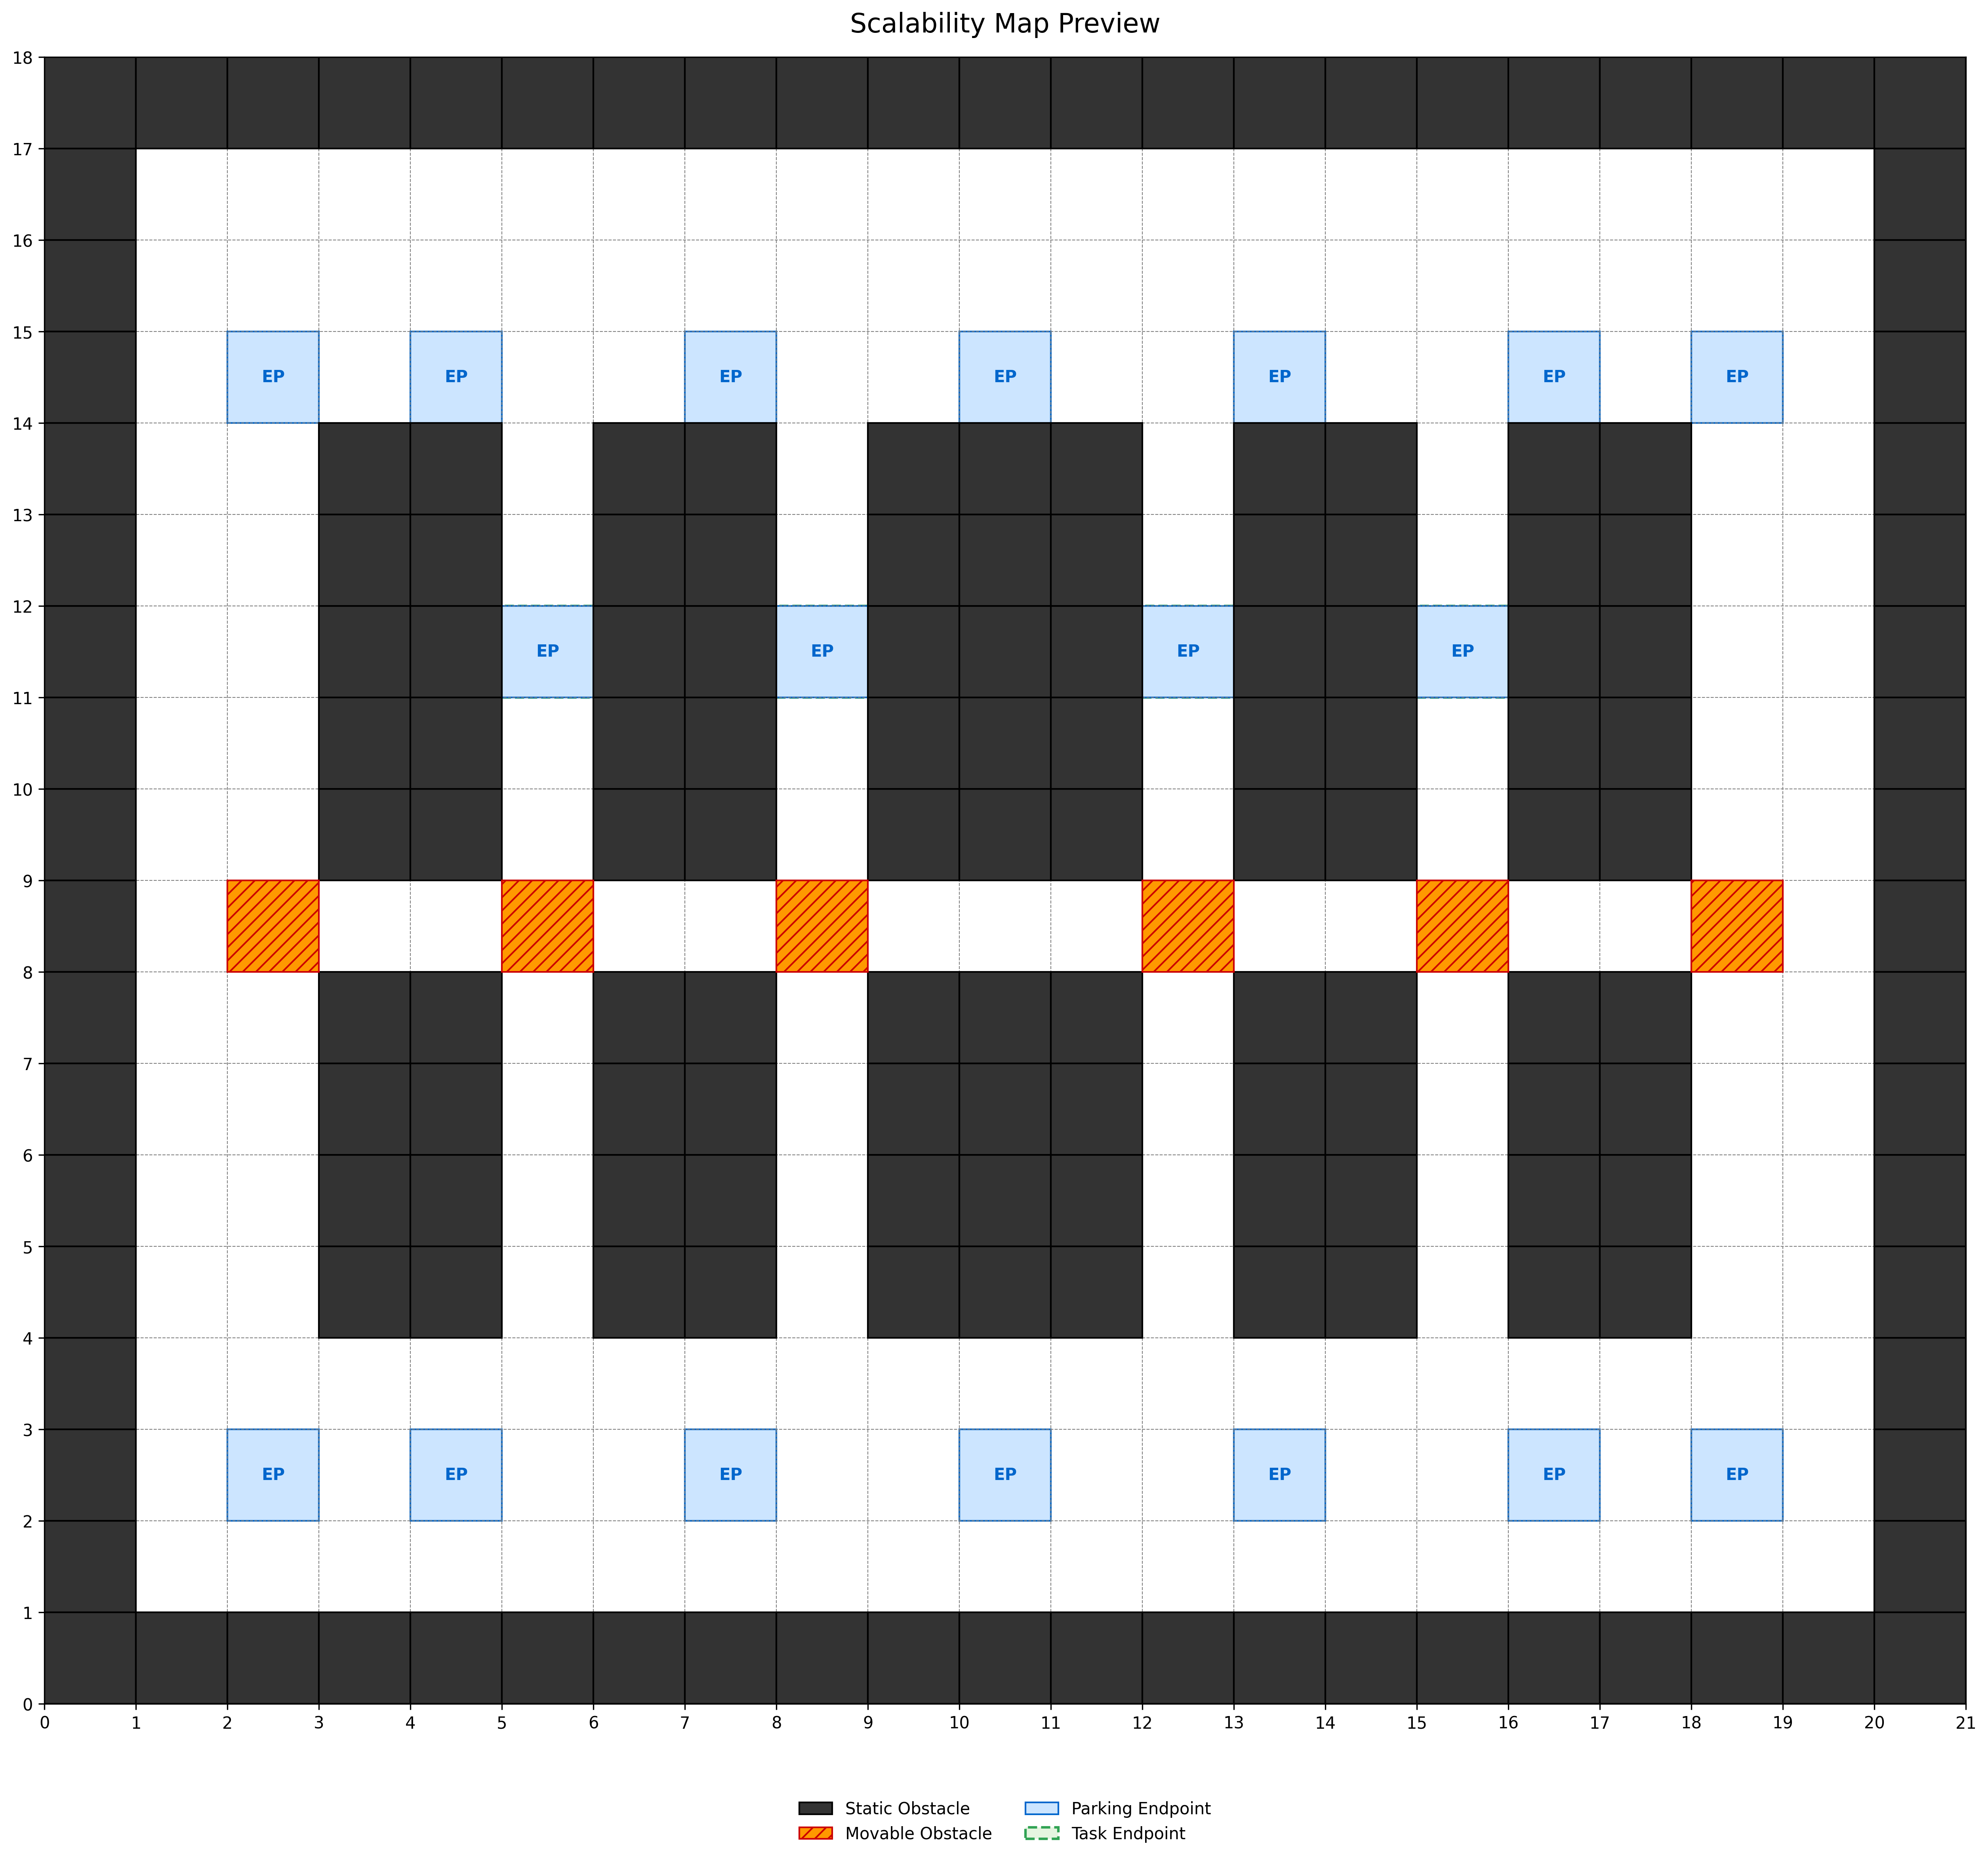 Scalability Map Preview
18
17
16
15
EP EP EP EP EP EP EP
14
13
12
EP EP EP EP
11
10
9
8
7
6
5
4
3
EP EP EP EP EP EP EP
2
1
0
0 1 2 3 4 5 6 7 8 9 10 11 12 13 14 15 16 17 18 19 20 21
Static Obstacle Parking Endpoint
Movable Obstacle Task Endpoint